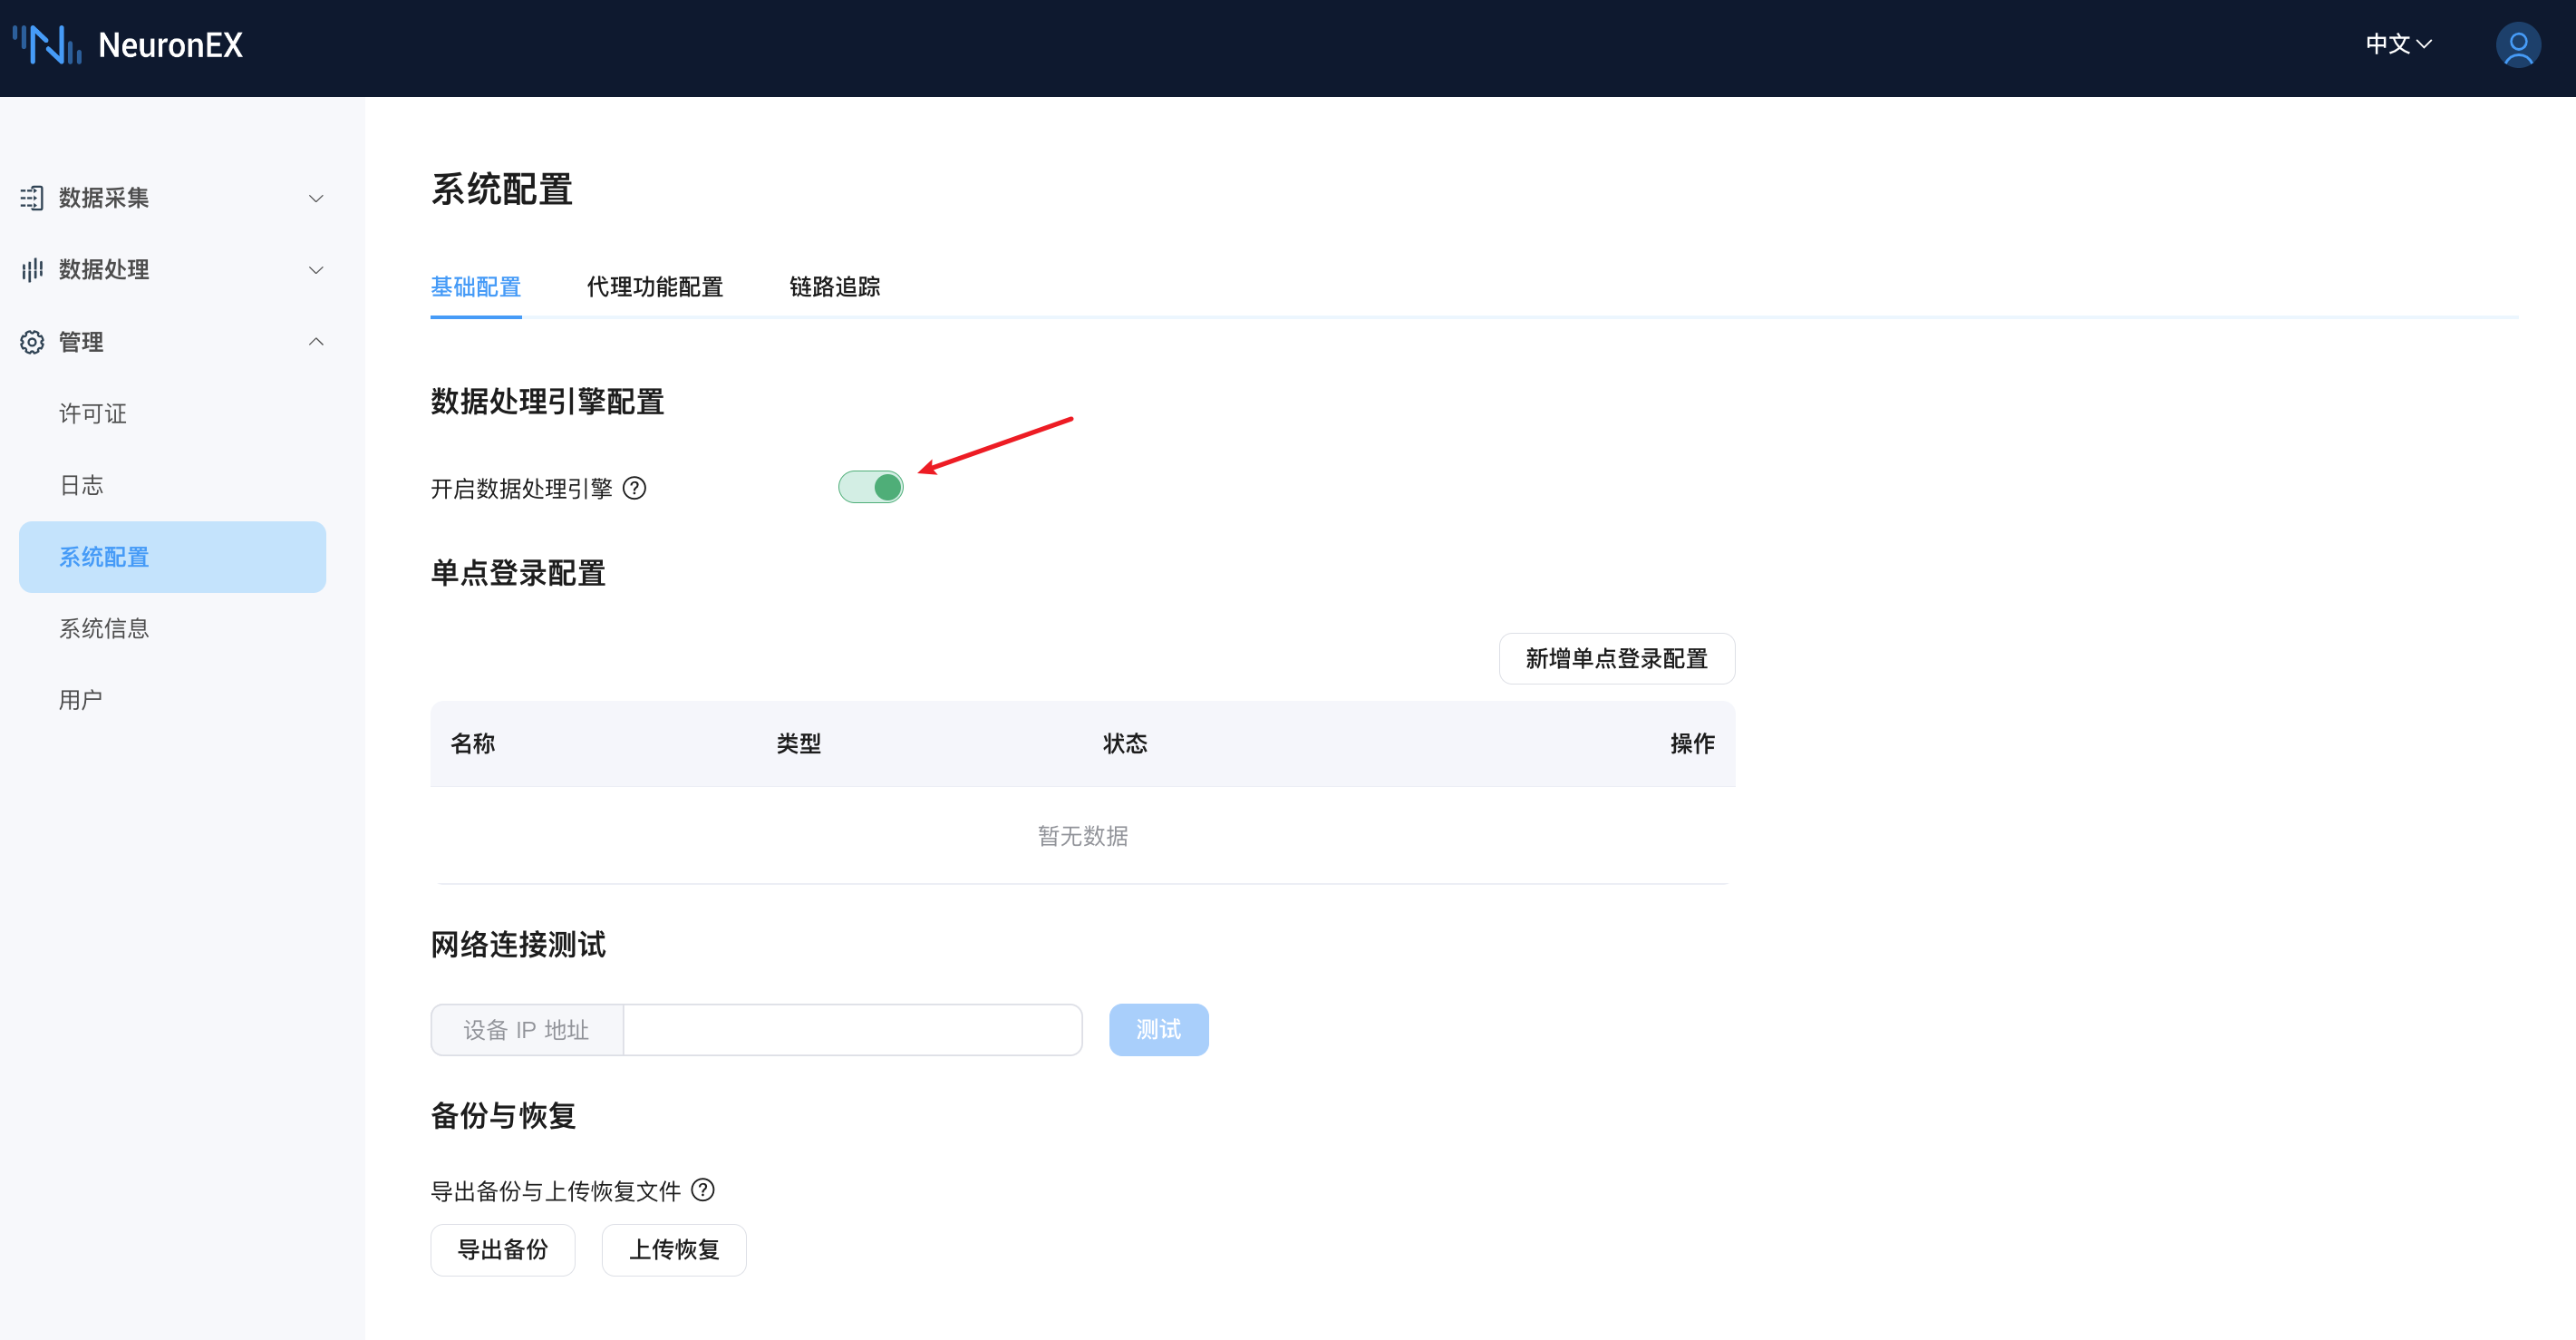 NeuronEX
中文
数据采集
数据处理
管理
许可证
日志
系统配置
系统信息
用户
系统配置
基础配置 代理功能配置 链路追踪
数据处理引擎配置
开启数据处理引擎 ?
单点登录配置
新增单点登录配置
名称 类型 状态 操作
暂无数据
网络连接测试
设备 IP 地址 测试
备份与恢复
导出备份与上传恢复文件 ?
导出备份 上传恢复